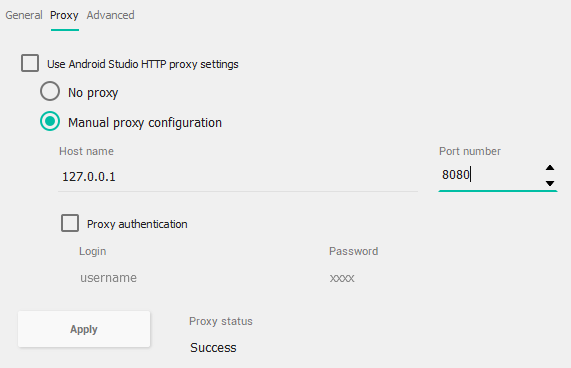 General Proxy Advanced
Use Android Studio HTTP proxy settings
No proxy
Manual proxy configuration
Host name Port number
127.0.0.1 8080
Proxy authentication
Login Password
username xxxx
Apply Proxy status
Success